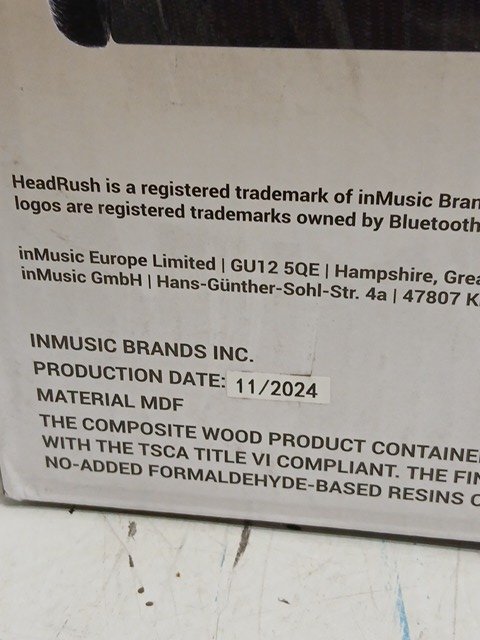 HeadRush is a registered trademark of inMusic Bran
logos are registered trademarks owned by Bluetooth
inMusic Europe Limited | GU12 5QE | Hampshire, Grea
inMusic GmbH | Hans-Günther-Sohl-Str. 4a | 47807 K
INMUSIC BRANDS INC.
PRODUCTION DATE: 11/2024
MATERIAL MDF
THE COMPOSITE WOOD PRODUCT CONTAINE
WITH THE TSCA TITLE VI COMPLIANT. THE FIN
NO-ADDED FORMALDEHYDE-BASED RESINS